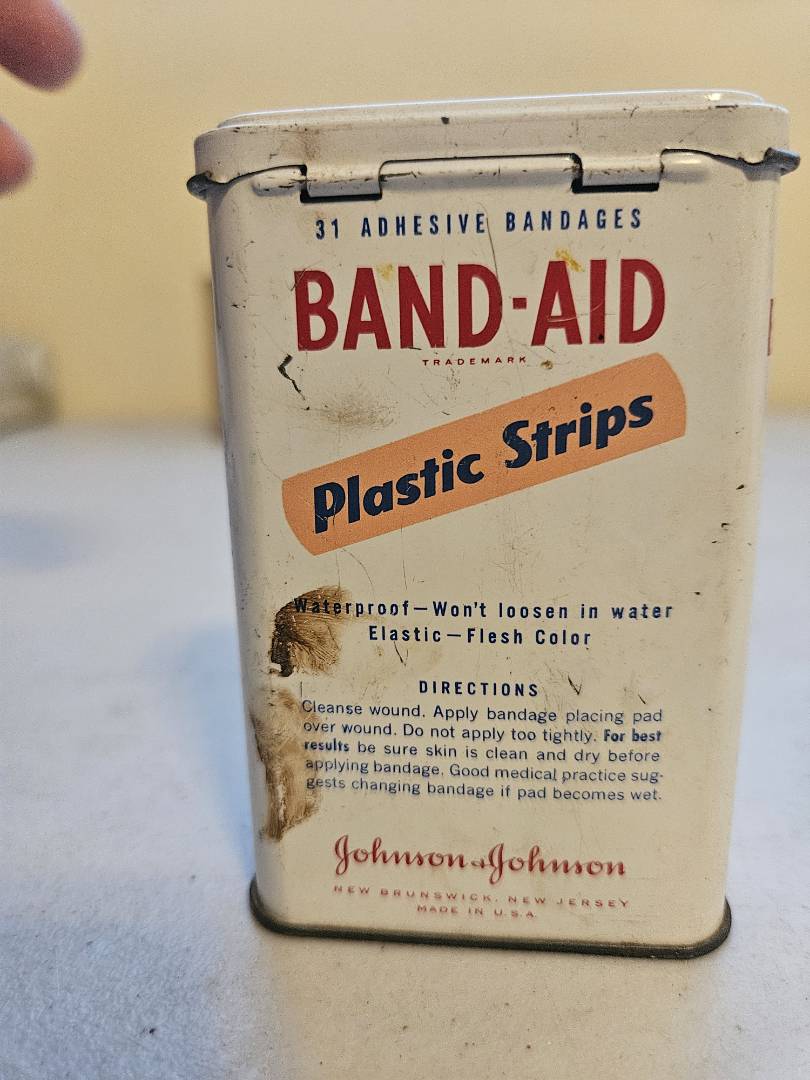 31 ADHESIVE BANDAGES
BAND-AID
TRADEMARK
Plastic Strips
Waterproof—Won't loosen in water
Elastic—Flesh Color
DIRECTIONS
Cleanse wound. Apply bandage placing pad
over wound. Do not apply too tightly. For best
results be sure skin is clean and dry before
applying bandage. Good medical practice sug-
gests changing bandage if pad becomes wet.
Johnson & Johnson
NEW BRUNSWICK, NEW JERSEY
MADE IN U.S.A.